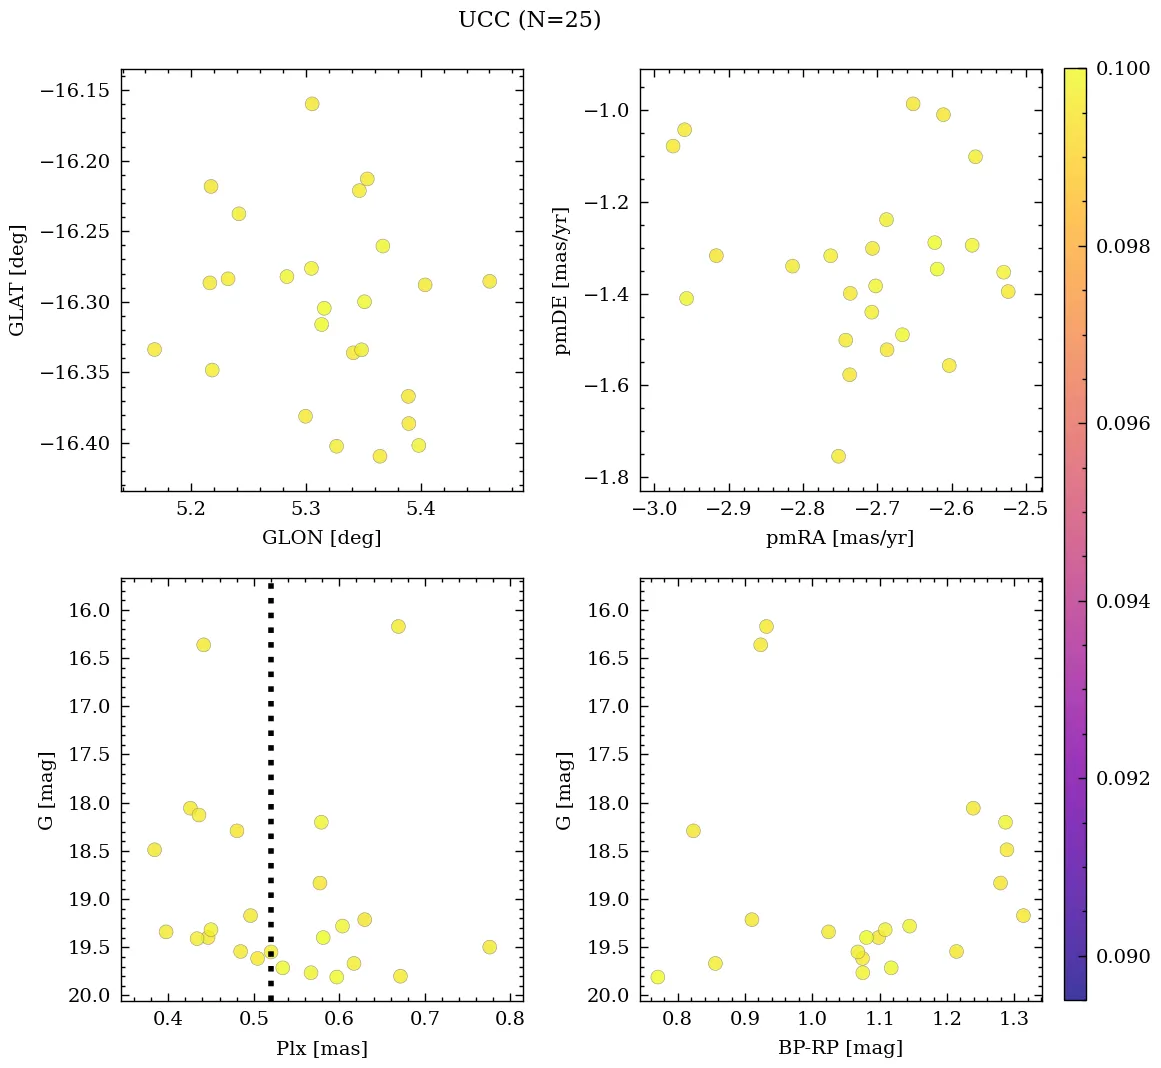 UCC (N=25)
−16.15
−16.20
−16.25
−16.30
−16.35
−16.40
GLAT [deg]
5.2 5.3 5.4
GLON [deg]
−1.0
−1.2
−1.4
−1.6
−1.8
pmDE [mas/yr]
−3.0 −2.9 −2.8 −2.7 −2.6 −2.5
pmRA [mas/yr]
16.0
16.5
17.0
17.5
18.0
18.5
19.0
19.5
20.0
G [mag]
0.4 0.5 0.6 0.7 0.8
Plx [mas]
16.0
16.5
17.0
17.5
18.0
18.5
19.0
19.5
20.0
G [mag]
0.8 0.9 1.0 1.1 1.2 1.3
BP-RP [mag]
0.100
0.098
0.096
0.094
0.092
0.090